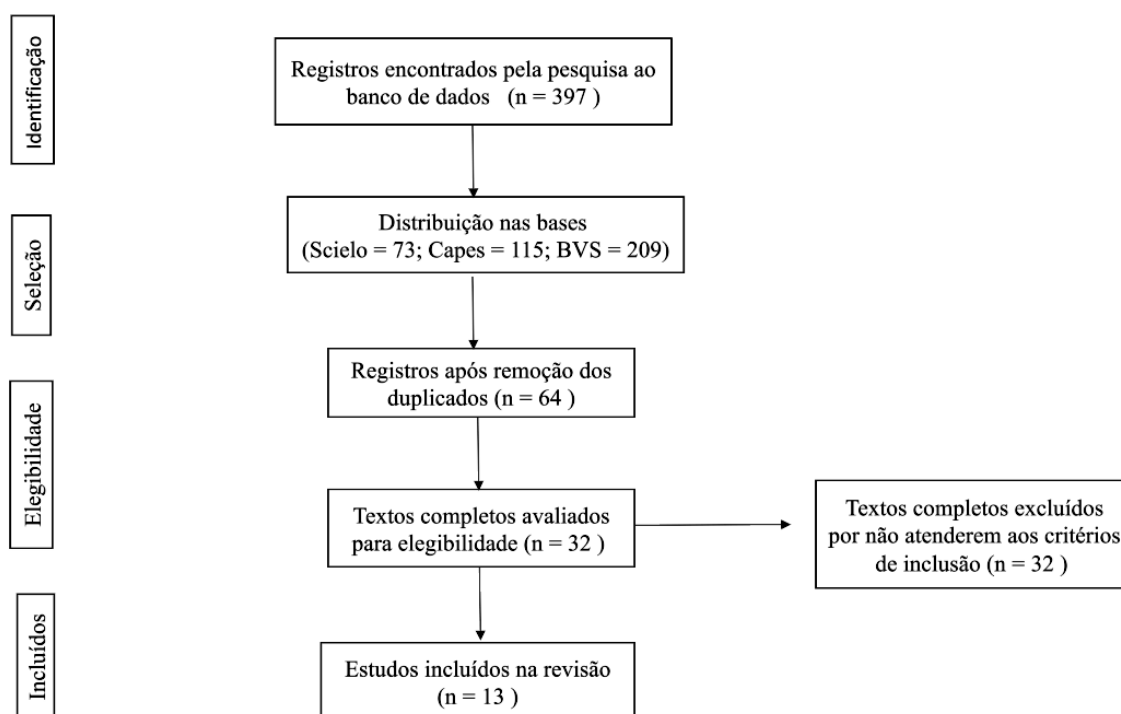 Identificação
Registros encontrados pela pesquisa ao
banco de dados (n = 397 )
Seleção
Distribuição nas bases
(Scielo = 73; Capes = 115; BVS = 209)
Registros após remoção dos
duplicados (n = 64 )
Elegibilidade
Textos completos avaliados
para elegibilidade (n = 32 )
Textos completos excluídos
por não atenderem aos critérios
de inclusão (n = 32 )
Incluídos
Estudos incluídos na revisão
(n = 13 )